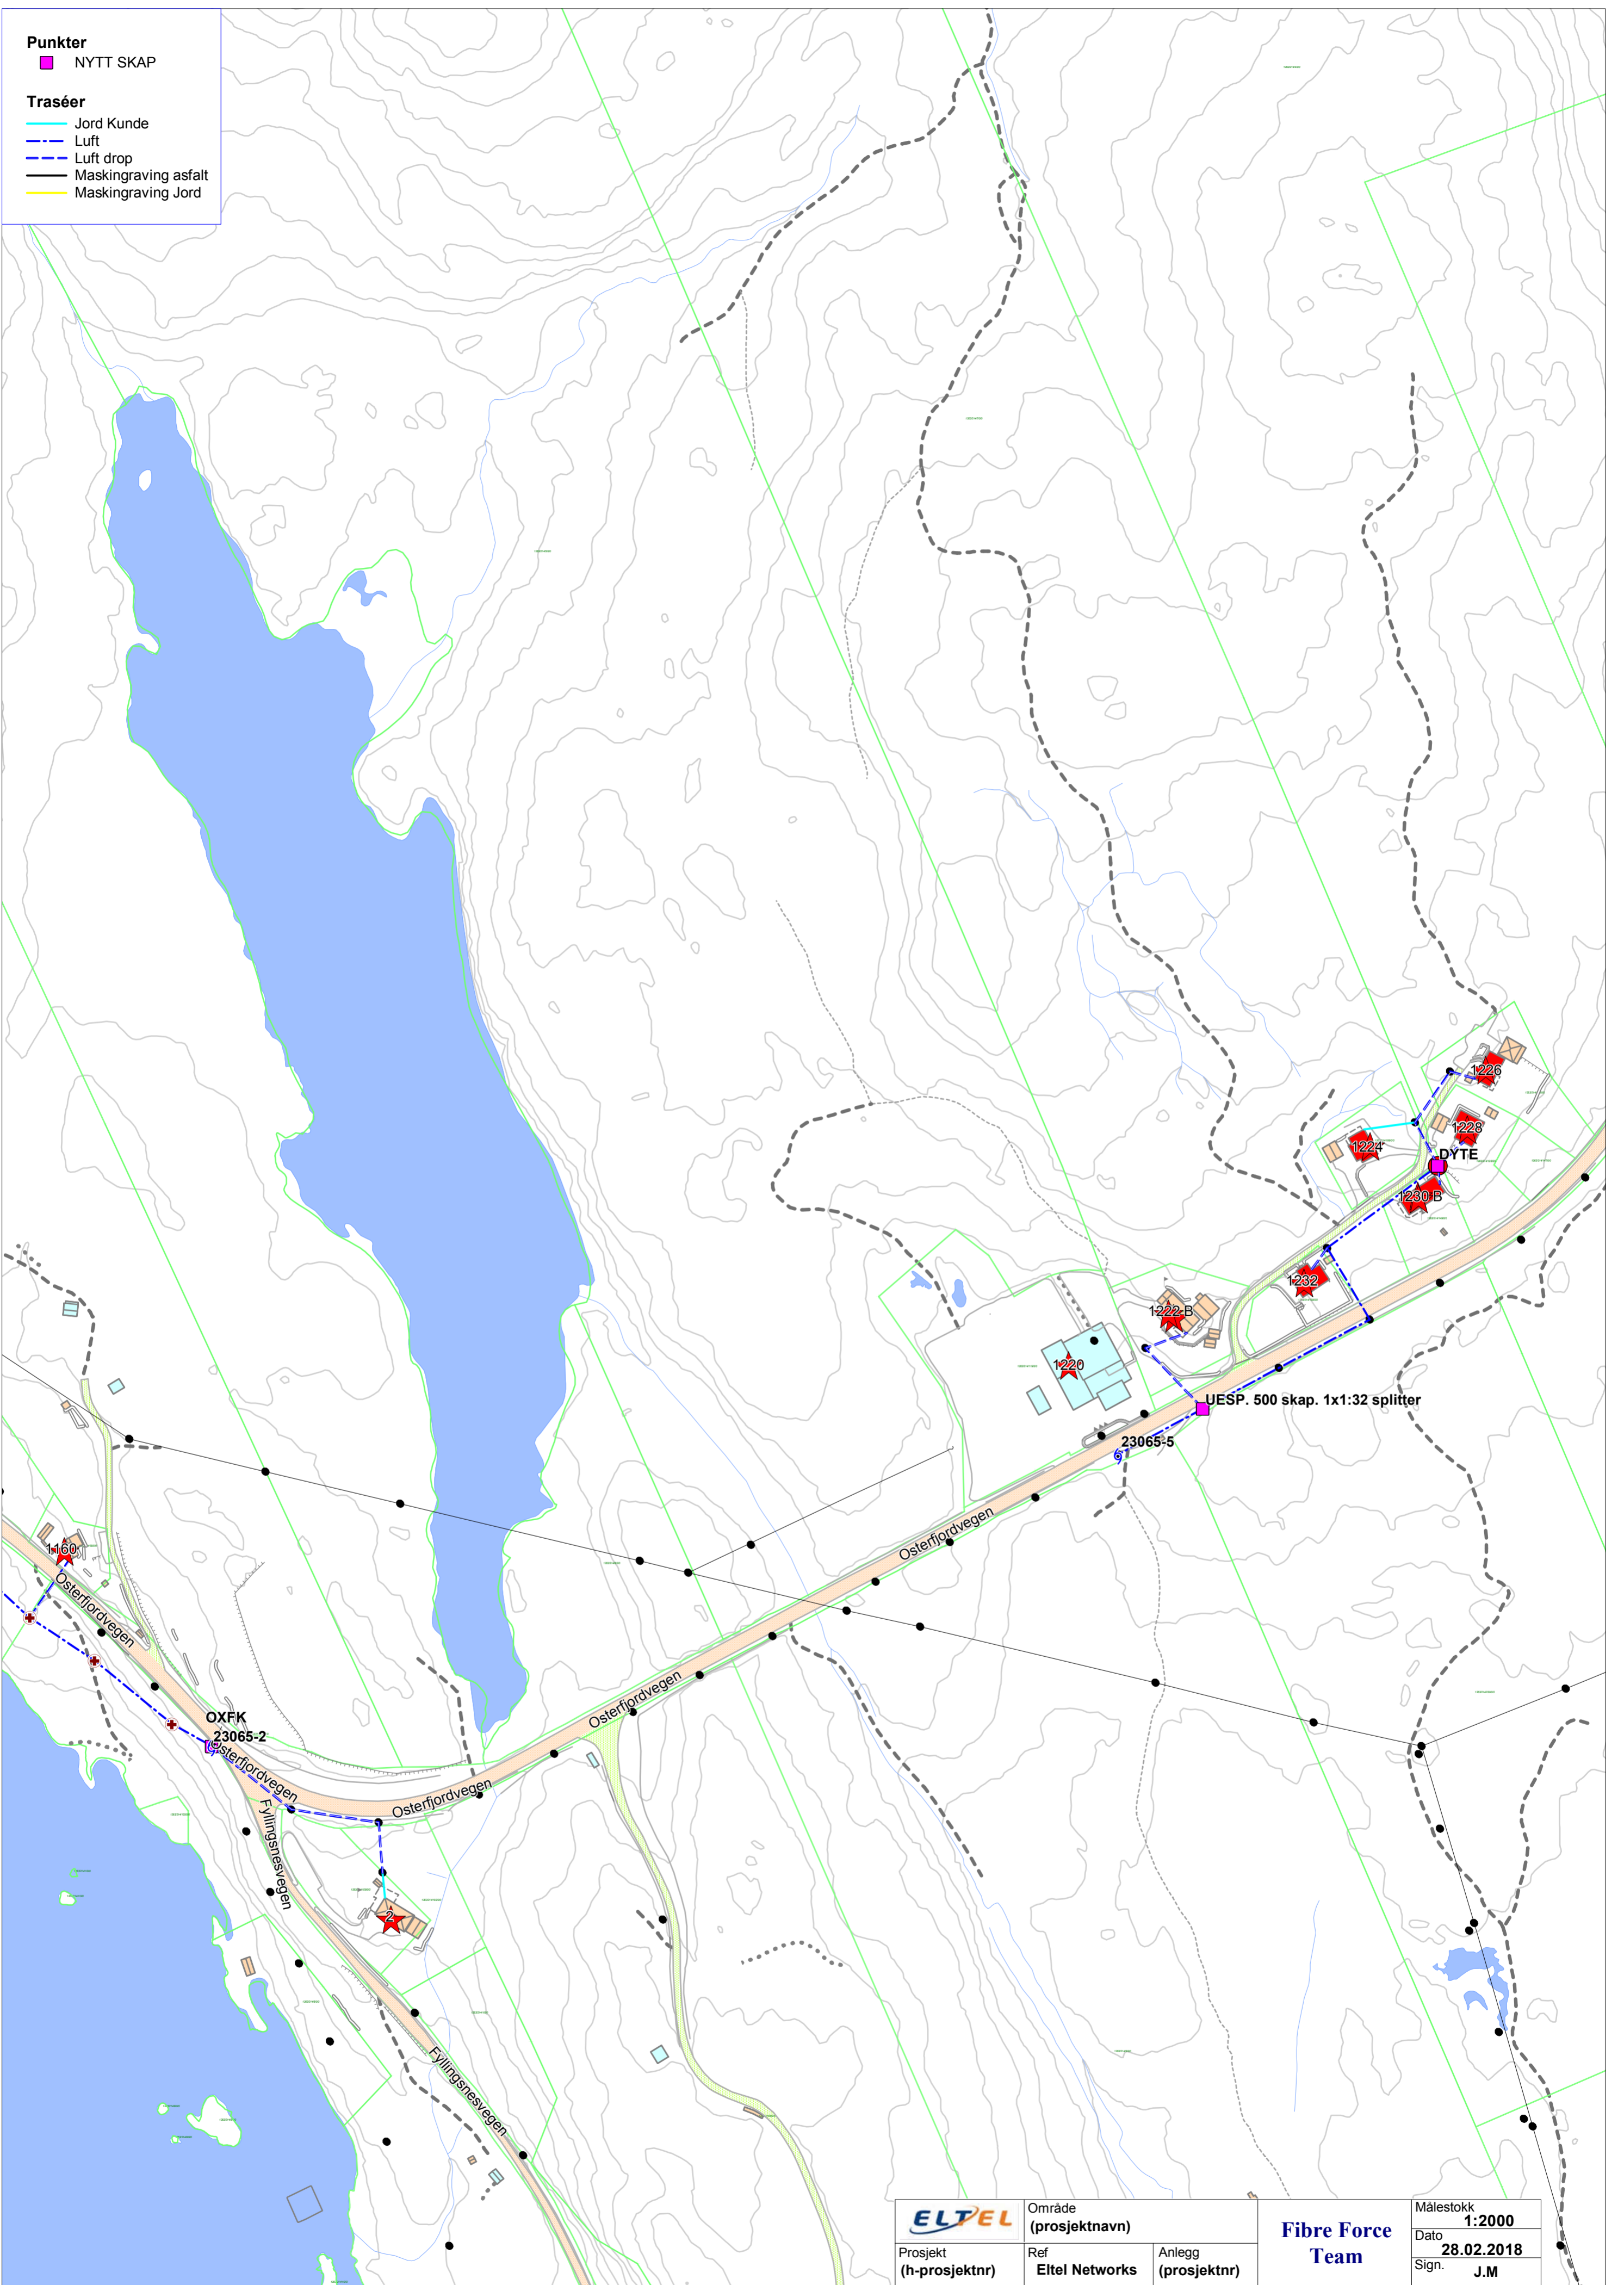 Punkter
NYTT SKAP
Traséer
Jord Kunde
Luft
Luft drop
Maskingraving asfalt
Maskingraving Jord
1226
1228
1224
DYTE
1230 B
1232
1222 B
1220
UESP. 500 skap. 1x1:32 splitter
23065-5
Osterfjordvegen
1160
Osterfjordvegen
Osterfjordvegen
OXFK
23065-2
Osterfjordvegen
Osterfjordvegen
Fyllingsnesvegen
2
Fyllingsnesvegen
ELTEL
Område
(prosjektnavn)
Prosjekt
(h-prosjektnr)
Ref
Eltel Networks
Anlegg
(prosjektnr)
Fibre Force
Team
Målestokk
1:2000
Dato
28.02.2018
Sign.
J.M